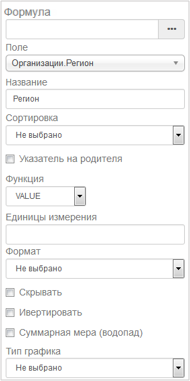 Формула
...
Поле
Организации.Регион
Название
Регион
Сортировка
Не выбрано
Указатель на родителя
Функция
VALUE
Единицы измерения
Формат
Не выбрано
Скрывать
Ивертировать
Суммарная мера (водопад)
Тип графика
Не выбрано